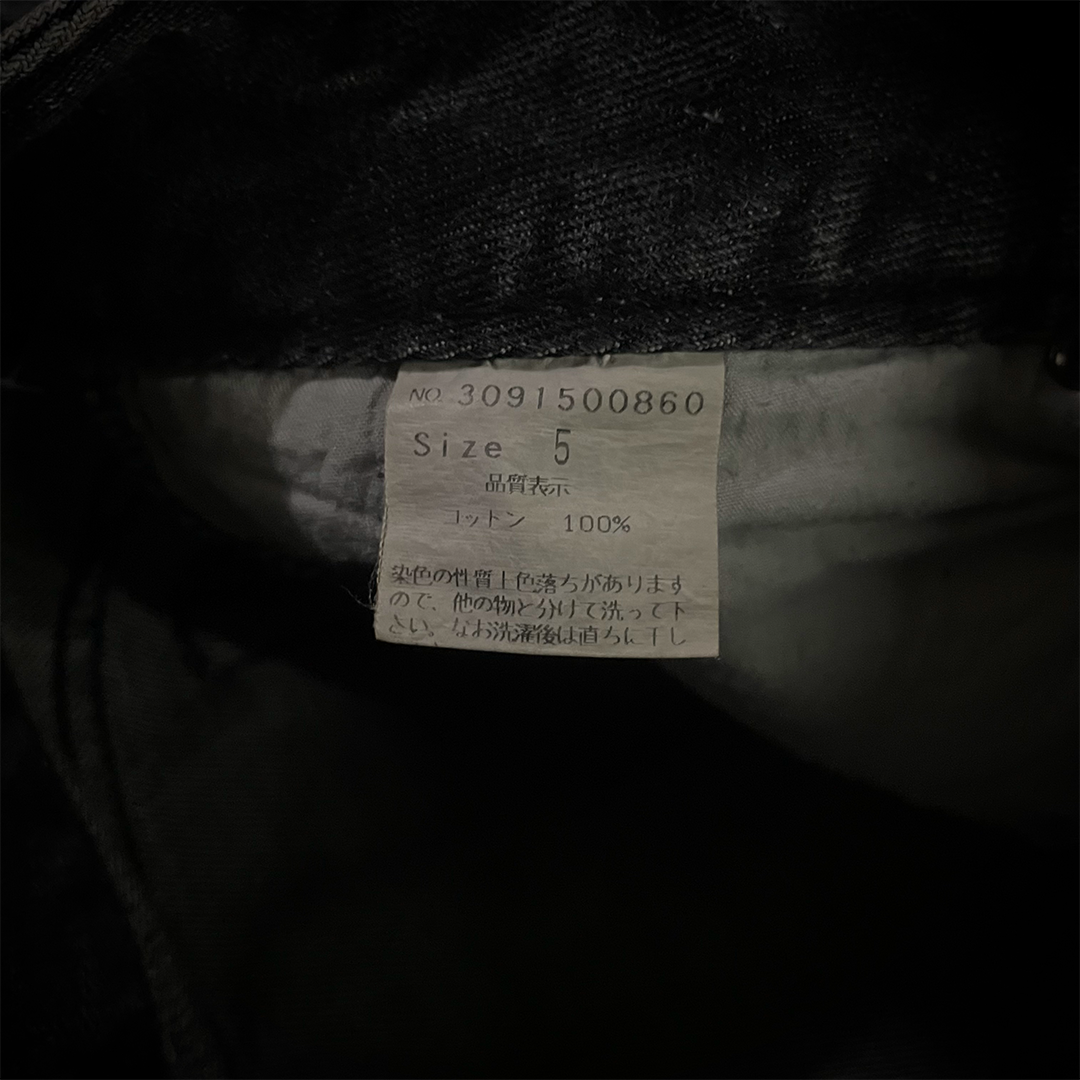 NO. 3091500860
Size 5
品質表示
コットン 100%
染色の性質上色落ちがあります
ので、他の物と分けて洗って下
さい。なお洗濯後は直ちに干し